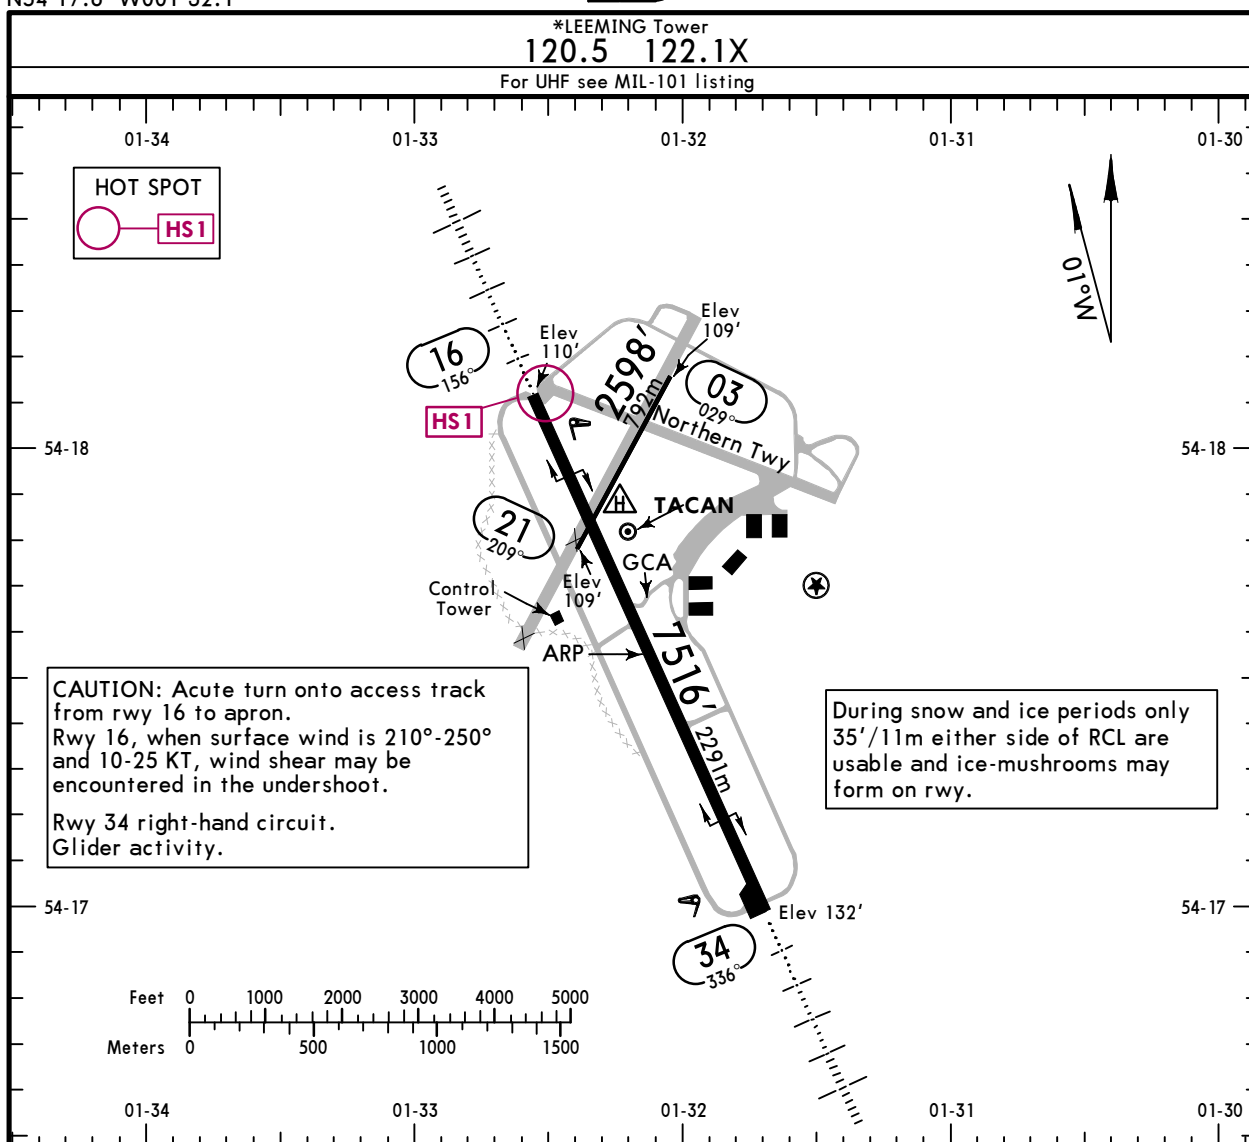 *LEEMING Tower
120.5 122.1X
For UHF see MIL-101 listing
01-34 01-33 01-32 01-31 01-30
HOT SPOT
HS1
01°W
Elev
109'
Elev
110'
16
156°
2598'
792m
03
029°
HS1
Northern Twy
54-18 54-18
H
TACAN
21
209°
GCA
Elev
109'
Control
Tower
ARP
7516'
2291m
CAUTION: Acute turn onto access track
from rwy 16 to apron.
Rwy 16, when surface wind is 210°-250°
and 10-25 KT, wind shear may be
encountered in the undershoot.
Rwy 34 right-hand circuit.
Glider activity.
During snow and ice periods only
35'/11m either side of RCL are
usable and ice-mushrooms may
form on rwy.
54-17 54-17
Elev 132'
34
336°
Feet 0 1000 2000 3000 4000 5000
Meters 0 500 1000 1500
01-34 01-33 01-32 01-31 01-30